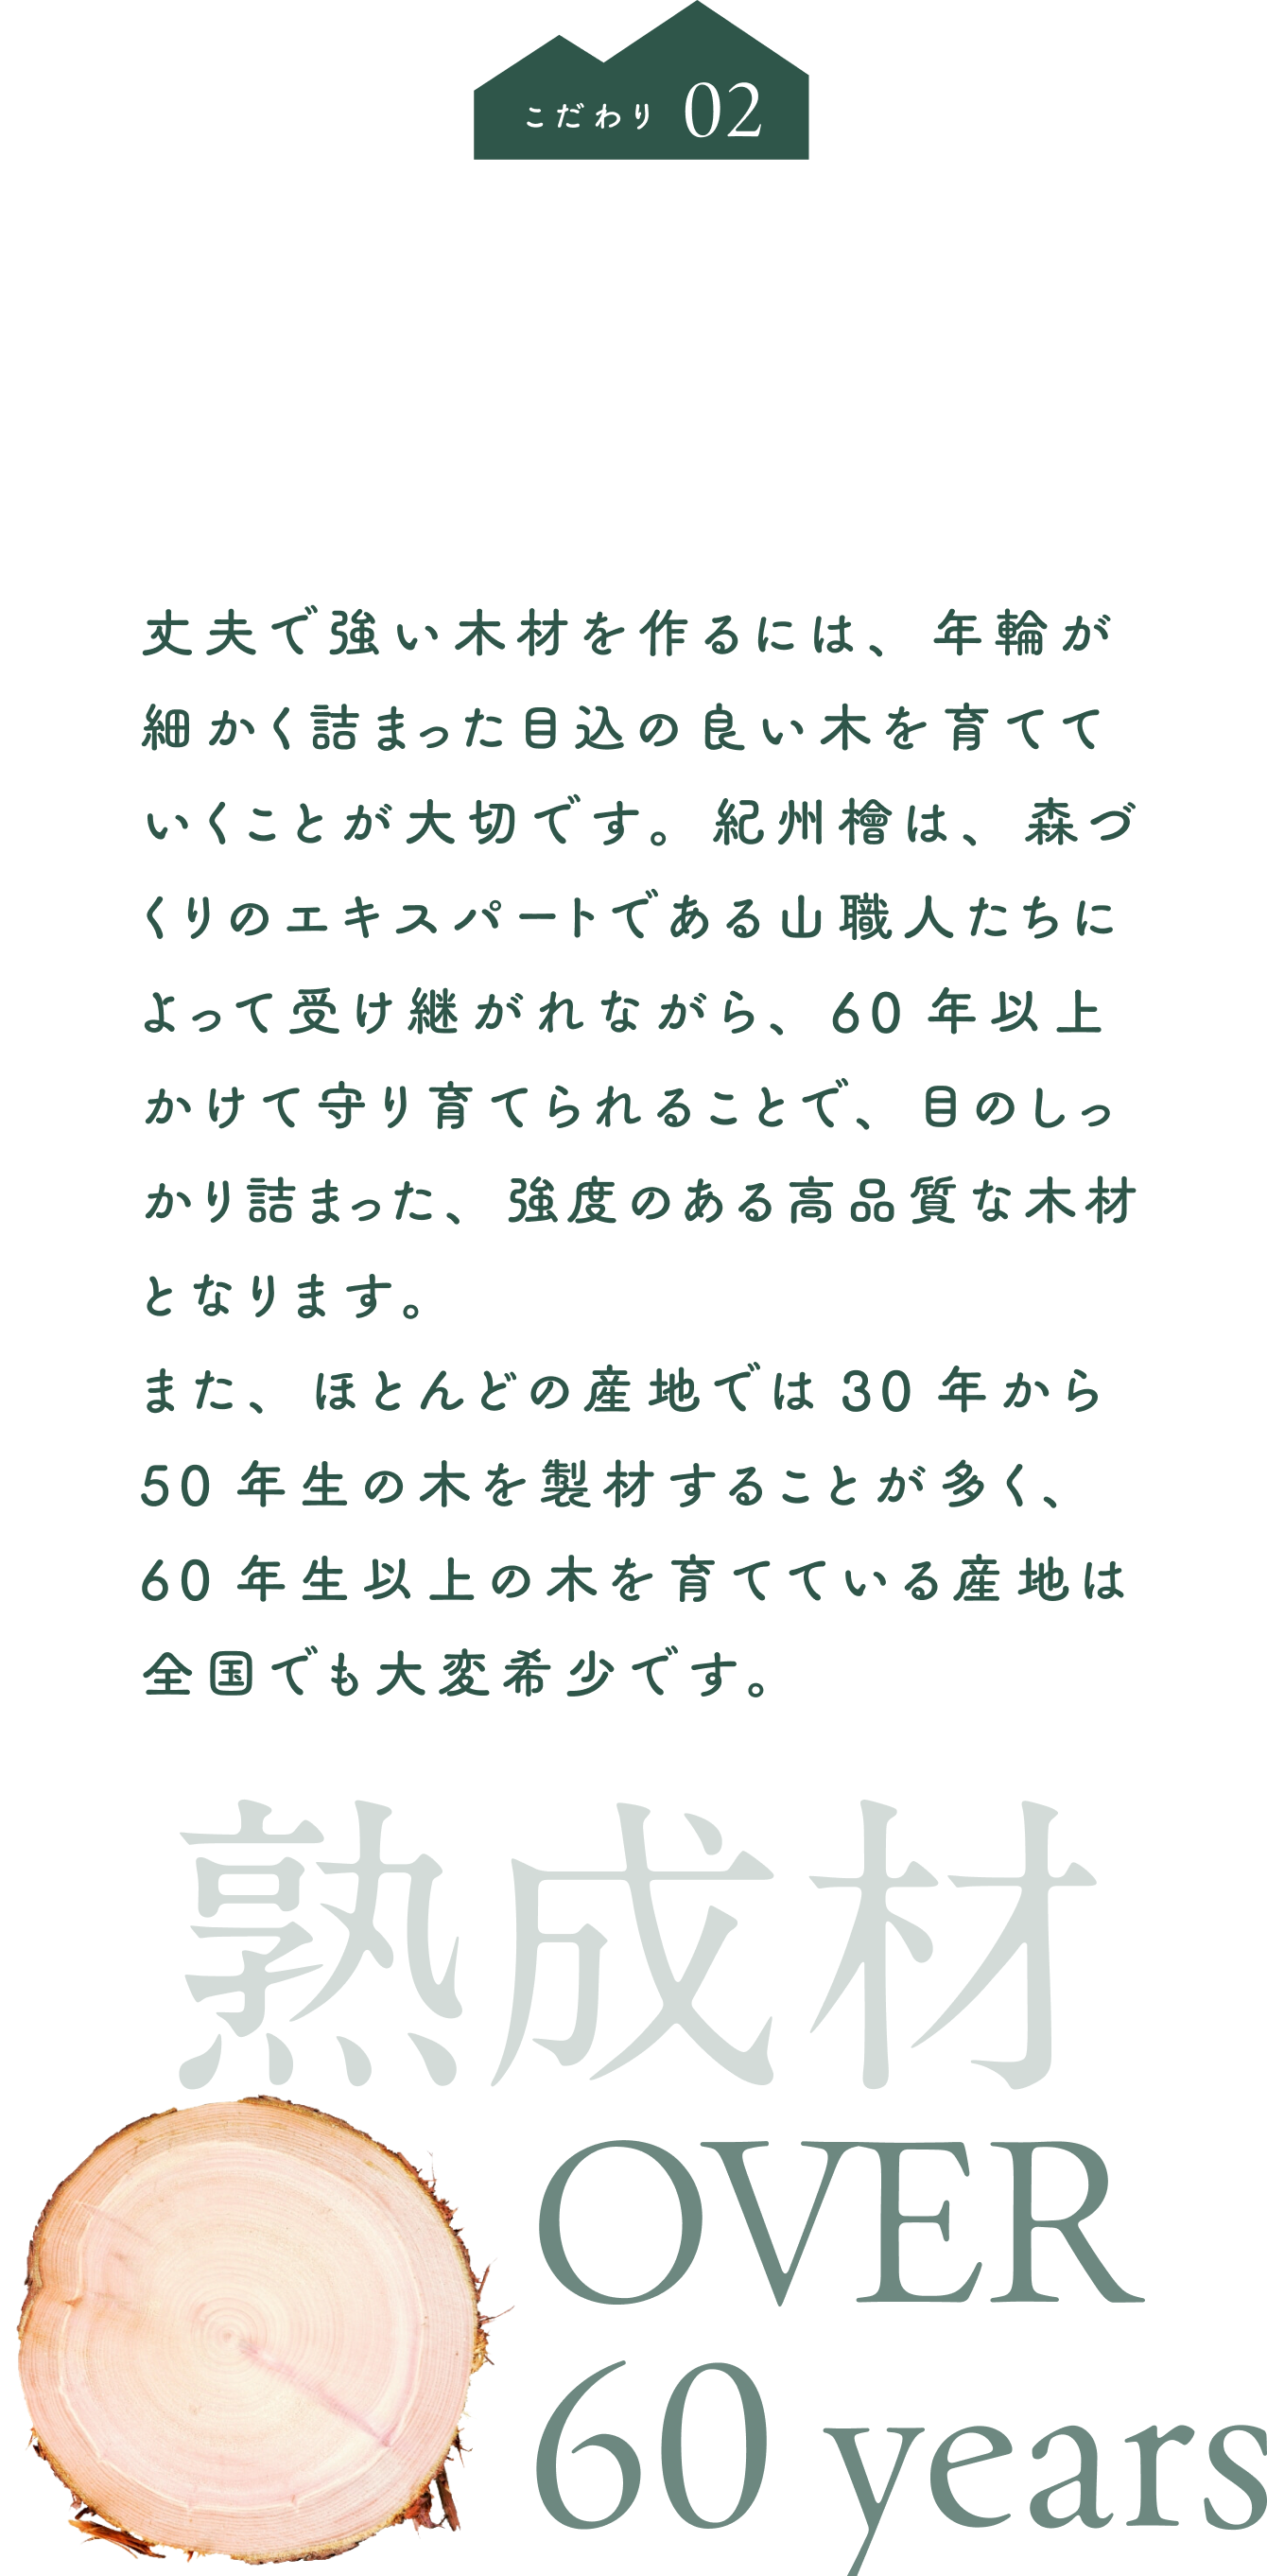 こだわり 02
丈夫で強い木材を作るには、年輪が
細かく詰まった目込の良い木を育てて
いくことが大切です。紀州檜は、森づ
くりのエキスパートである山職人たちに
よって受け継がれながら、60 年以上
かけて守り育てられることで、目のしっ
かり詰まった、強度のある高品質な木材
となります。
また、ほとんどの産地では 30 年から
50 年生の木を製材することが多く、
60 年生以上の木を育てている産地は
全国でも大変希少です。
熟成材
OVER
60 years